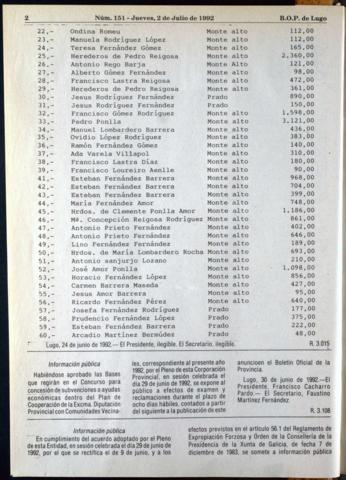 2 Núm. 151 - Jueves, 2 de Julio de 1992 B.O.P. de Lugo
22,- Ondina Romeu Monte alto 112,00
23,- Manuela Rodríguez López Monte alto 112,00
24,- Teresa Fernández Gómez Monte alto 165,00
25,- Herederos de Pedro Reigosa Monte alto 2,360,00
26,- Antonio Rego Barja Monte Alto 121,00
27,- Alberto Gómez Fernández Monte alto 98,00
28,- Francisco Lastra Reigosa Monte alto 472,00
29,- Herederos de Pedro Reigosa Monte alto 361,00
30,- Jesus Rodríguez Fernández Prado 890,00
31,- Jesus Rodríguez Fernández Prado 150,00
32,- Francisco Gómez Rodríguez Monte alto 1,598,00
33,- Pedro Ponlla Monte alto 3,121,00
34,- Manuel Lombardero Barrera Monte alto 436,00
35,- Ovidio López Rodríguez Monte alto 383,00
36,- Ramón Fernández Gómez Monte alto 140,00
37,- Ada Varela Villapol Monte alto 310,00
38,- Francisco Lastra Díaz Monte alto 180,00
39,- Francisco Loureiro Aenlle Monte alto 90,00
41,- Esteban Fernández Barrera Monte alto 968,00
42,- Esteban Fernández Barrera Monte alto 704,00
43,- Esteban Fernández Barrera Monte alto 399,00
44,- María Fernández Amor Monte alto 748,00
45,- Hrdos. de Clemente Ponlla Amor Monte alto 1,186,00
46,- Mª. Concepción Reigosa Rodríguez Monte alto 861,00
47,- Antonio Prieto Fernández Monte alto 402,00
48,- Antonio Prieto Fernández Monte alto 646,00
49,- Lino Fernández Fernández Monte alto 189,00
50,- Hrdros. de María Lombardero Rocha Monte alto 693,00
51,- Antonio sanjurjo Lozano Monte alto 210,00
52,- José Amor Ponlla Monte alto 1,098,00
53,- Horacio Fernández López Monte alto 856,00
54,- Carmen Barrera Maseda Monte alto 427,00
55,- Jesus Amor Barrera Monte alto 95,00
56,- Ricardo Fernández Pérez Monte alto 640,00
57,- Josefa Fernández Rodríguez Prado 177,00
58,- Prudencio Fernández López Prado 375,00
59,- Esteban Fernández Barrera Prado 222,00
60,- Arcadio Martínez Bermúdes Prado 48,00
Lugo, 24 de junio de 1992.— El Presidente, ilegible. El Secretario, ilegible. R. 3.015
Información pública
Habiéndose aprobado las Bases
que regirán en el Concurso para
concesión de subvenciones a ayudas
económicas dentro del Plan de
Cooperación de la Excma. Diputación
Provincial con Comunidades Vecina-
les, correspondiente al presente año
1992, por el Pleno de esta Corporación
Provincial, en sesión celebrada el
día 29 de junio de 1992, se expone al
público a efectos de examen y
reclamaciones durante el plazo de
ocho días hábiles, contados a partir
del siguiente a la publicación de este
anuncio en el Boletín Oficial de la
Provincia.
Lugo, 30 de junio de 1992.—El
Presidente, Francisco Cacharro
Pardo.— El Secretario, Faustino
Martínez Fernández.
R. 3.108
Información pública
En cumplimiento del acuerdo adoptado por el Pleno
de esta Entidad, en sesión celebrada el día 29 de junio de
1992, por el que se rectifica el de 9 de junio, y a los
efectos previstos en el artículo 56.1 del Reglamento de
Expropiación Forzosa y Orden de la Consellería de la
Presidencia de la Xunta de Galicia, de fecha 7 de
diciembre de 1983, se somete a información pública